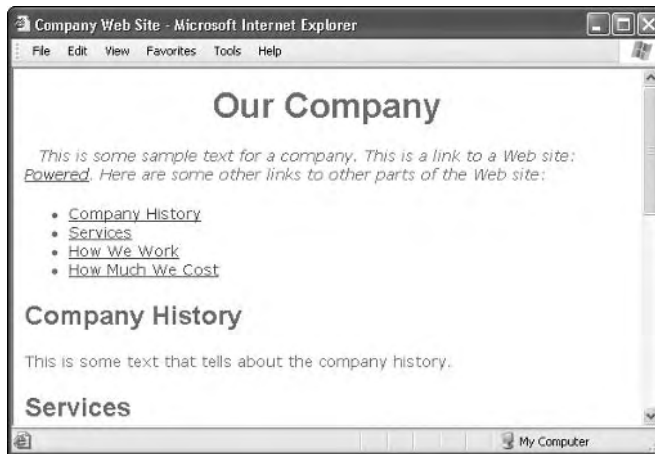 Company Web Site - Microsoft Internet Explorer
File Edit View Favorites Tools Help
Our Company
This is some sample text for a company. This is a link to a Web site:
Powered. Here are some other links to other parts of the Web site:
• Company History
• Services
• How We Work
• How Much We Cost
Company History
This is some text that tells about the company history.
Services
My Computer